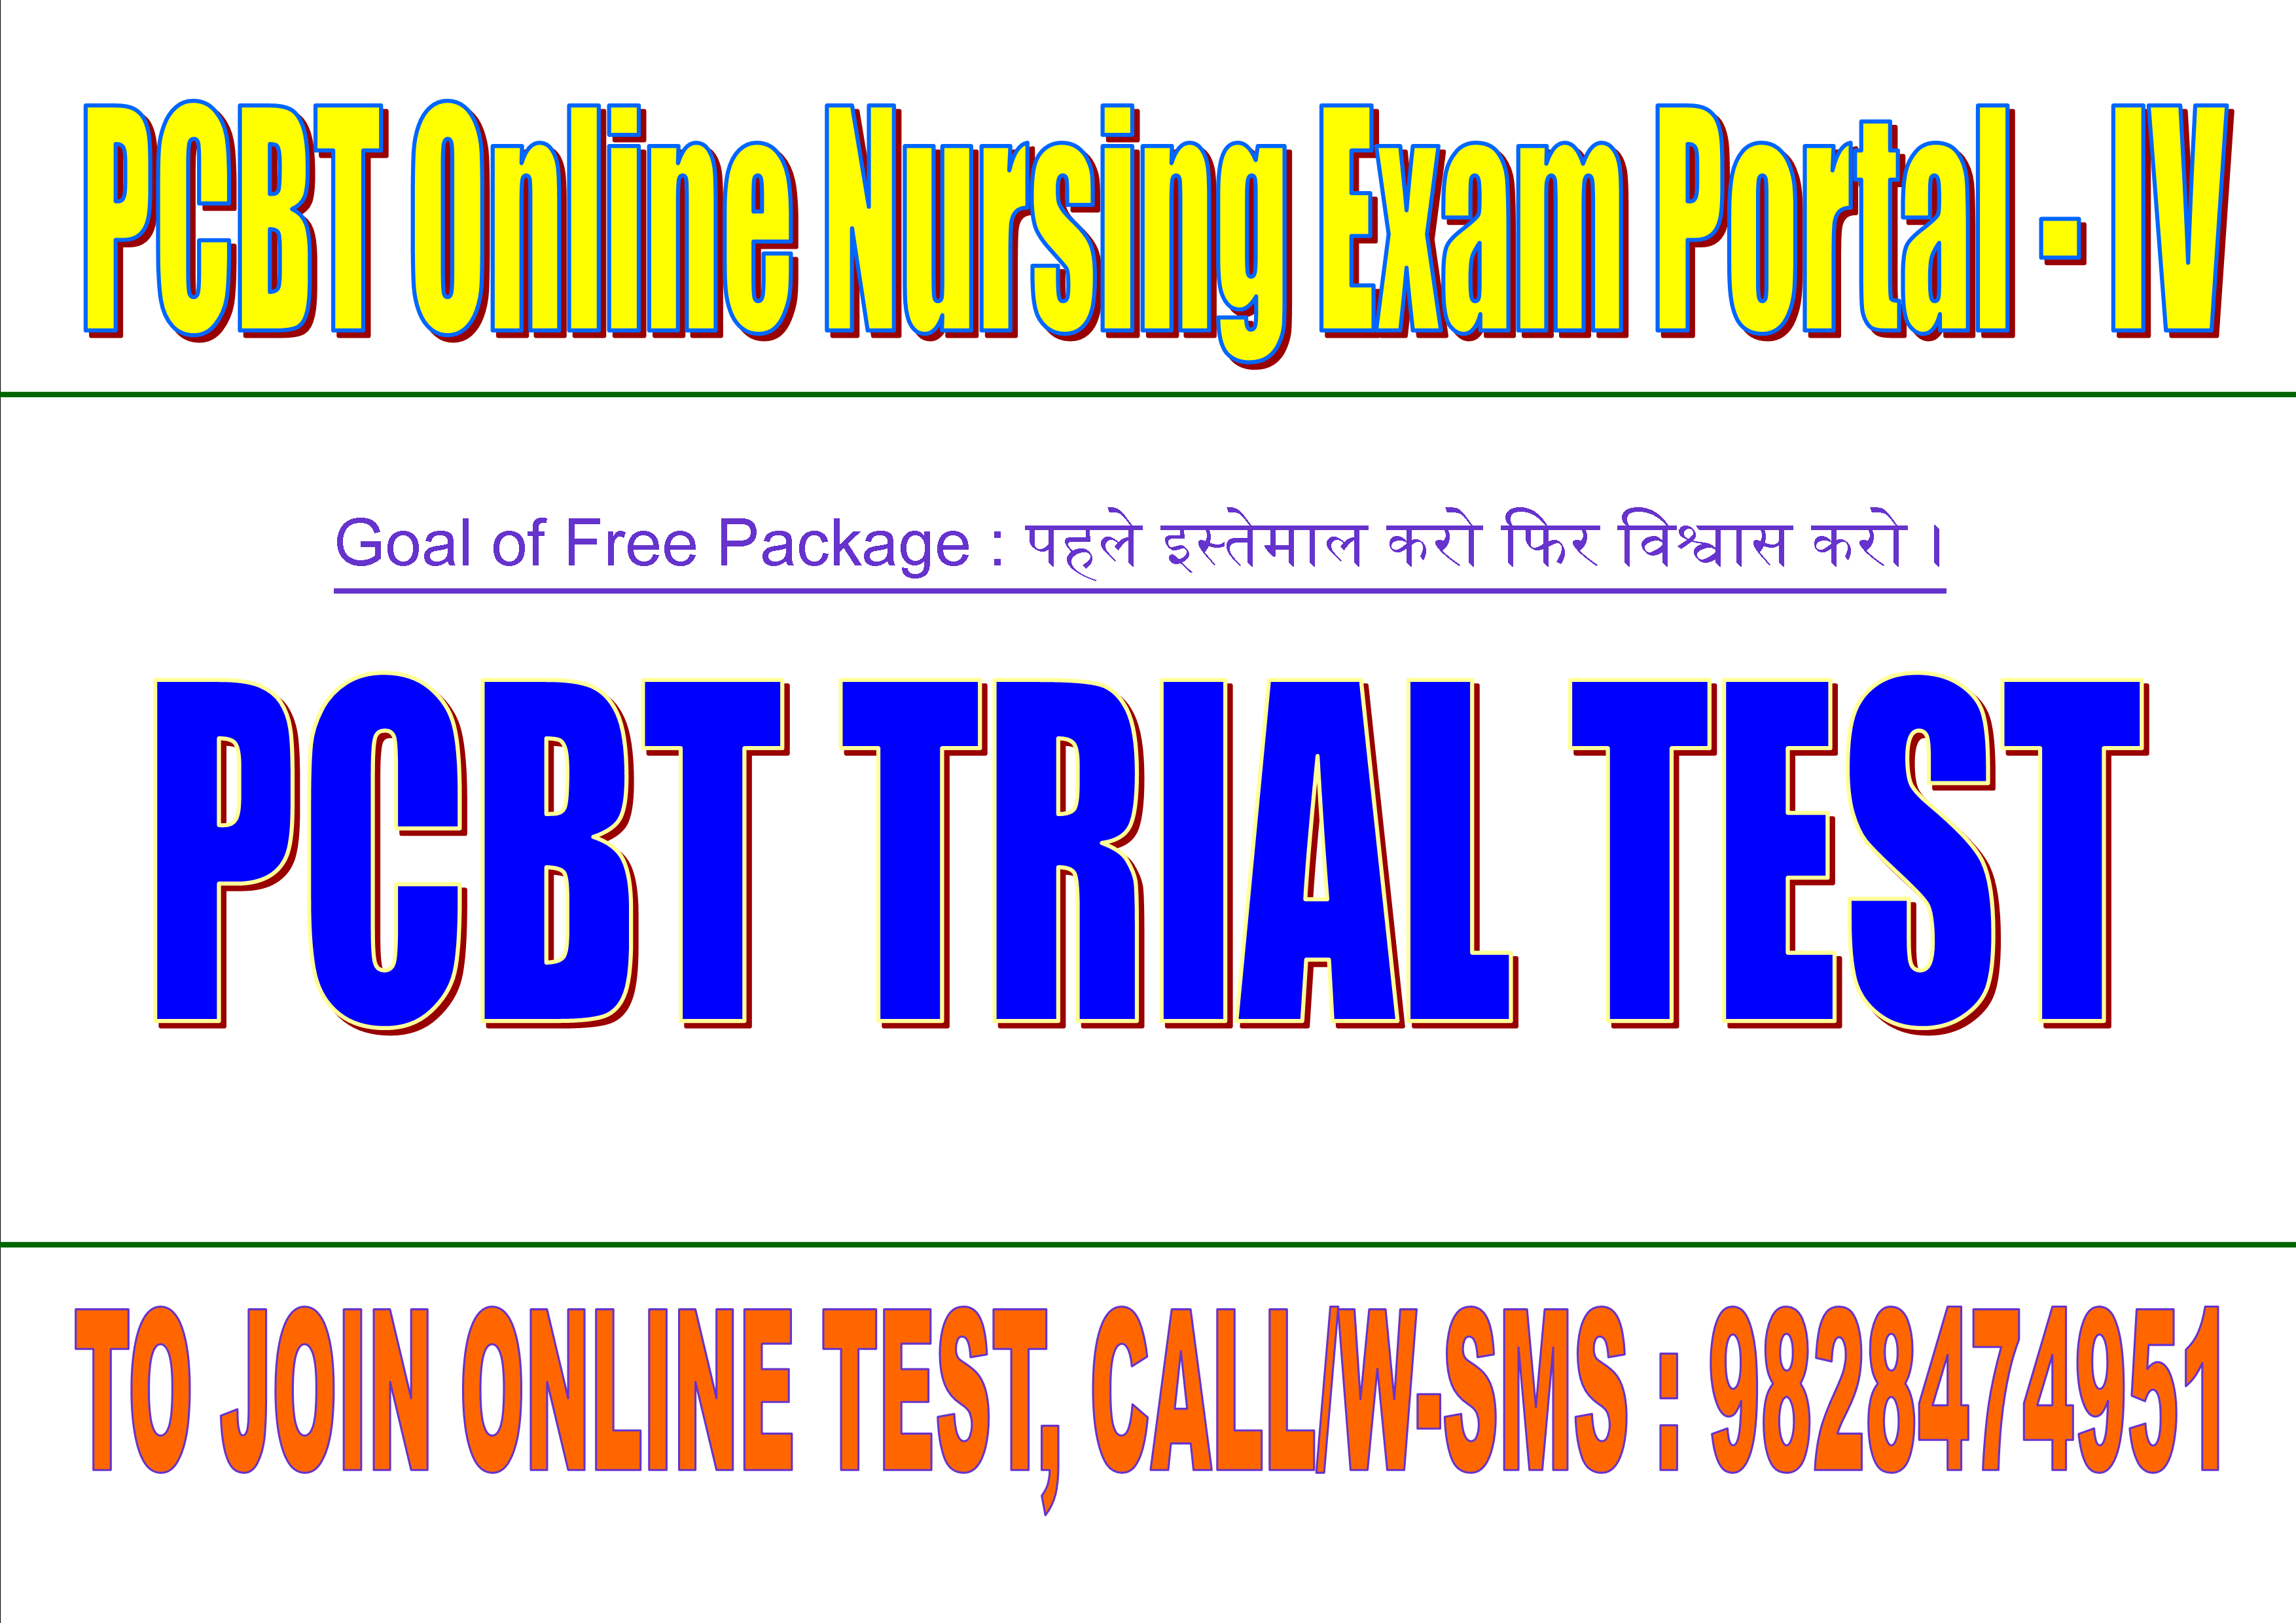 PCBT Online Nursing Exam Portal - IV
Goal of Free Package : पहले इस्तेमाल करो फिर विश्वास करो ।
PCBT TRIAL TEST
TO JOIN ONLINE TEST, CALL/W-SMS : 9828474951